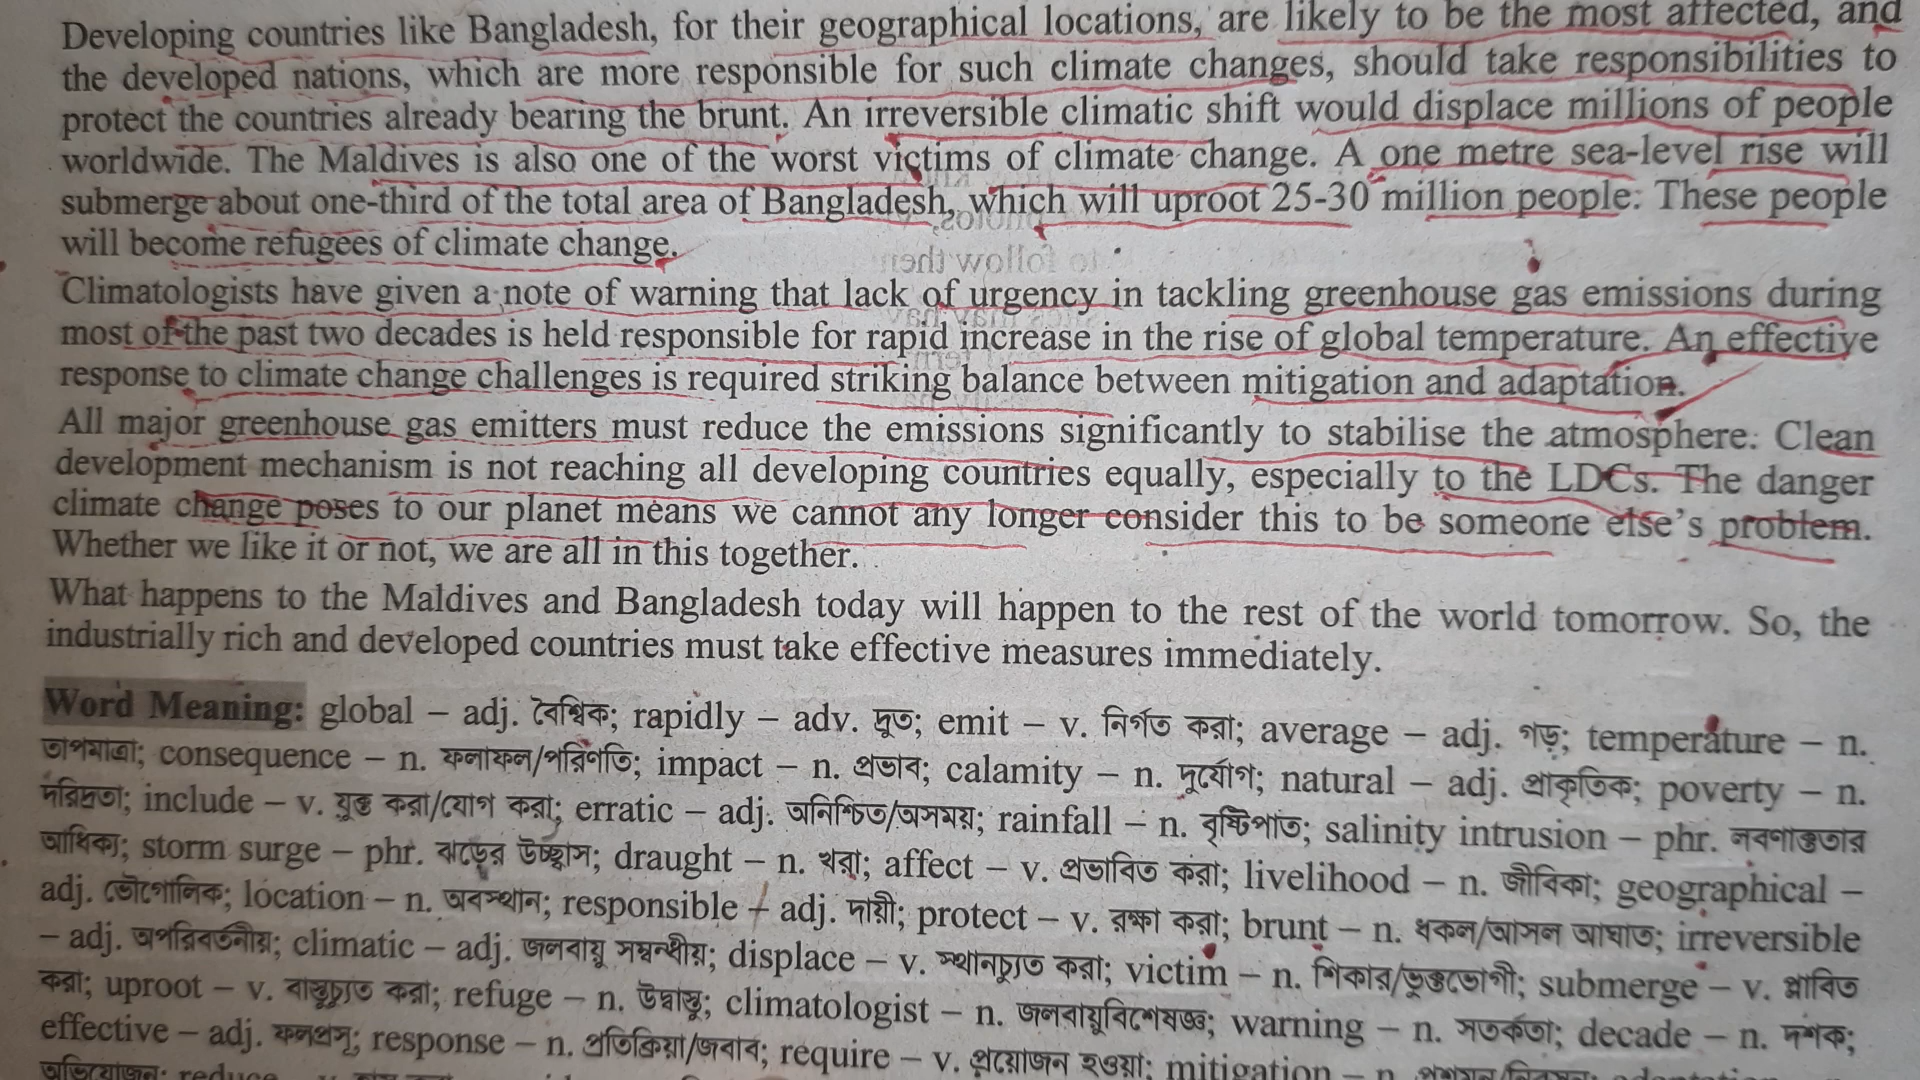 Developing countries like Bangladesh, for their geographical locations, are likely to be the most affected, and
the developed nations, which are more responsible for such climate changes, should take responsibilities to
protect the countries already bearing the brunt. An irreversible climatic shift would displace millions of people
worldwide. The Maldives is also one of the worst victims of climate change. A one metre sea-level rise will
submerge about one-third of the total area of Bangladesh, which will uproot 25-30 million people. These people
will become refugees of climate change.
Climatologists have given a note of warning that lack of urgency in tackling greenhouse gas emissions during
most of the past two decades is held responsible for rapid increase in the rise of global temperature. An effective
response to climate change challenges is required striking balance between mitigation and adaptation.
All major greenhouse gas emitters must reduce the emissions significantly to stabilise the atmosphere. Clean
development mechanism is not reaching all developing countries equally, especially to the LDCs. The danger
climate change poses to our planet means we cannot any longer consider this to be someone else's problem.
Whether we like it or not, we are all in this together.
What happens to the Maldives and Bangladesh today will happen to the rest of the world tomorrow. So, the
industrially rich and developed countries must take effective measures immediately.
Word Meaning: global – adj. বৈশ্বিক; rapidly – adv. দ্রুত; emit – v. নির্গত করা; average – adj. গড়; temperature – n.
তাপমাত্রা; consequence – n. ফলাফল/পরিণতি; impact – n. প্রভাব; calamity – n. দুর্যোগ; natural – adj. প্রাকৃতিক; poverty – n.
দরিদ্রতা; include – v. যুক্ত করা/যোগ করা; erratic – adj. অনিশ্চিত/অসময়; rainfall – n. বৃষ্টিপাত; salinity intrusion – phr. লবণাক্ততার
আধিক্য; storm surge – phr. ঝড়ের উচ্ছ্বাস; draught – n. খরা; affect – v. প্রভাবিত করা; livelihood – n. জীবিকা; geographical –
adj. ভৌগোলিক; location – n. অবস্থান; responsible – adj. দায়ী; protect – v. রক্ষা করা; brunt – n. ধকল/আসল আঘাত; irreversible
– adj. অপরিবর্তনীয়; climatic – adj. জলবায়ু সম্বন্ধীয়; displace – v. স্থানচ্যুত করা; victim – n. শিকার/ভুক্তভোগী; submerge – v. প্লাবিত
করা; uproot – v. বাস্তুচ্যুত করা; refuge – n. উদ্বাস্তু; climatologist – n. জলবায়ুবিশেষজ্ঞ; warning – n. সতর্কতা; decade – n. দশক;
effective – adj. ফলপ্রসূ; response – n. প্রতিক্রিয়া/জবাব; require – v. প্রয়োজন হওয়া; mitigation – n.
অভিযোজন; reduce